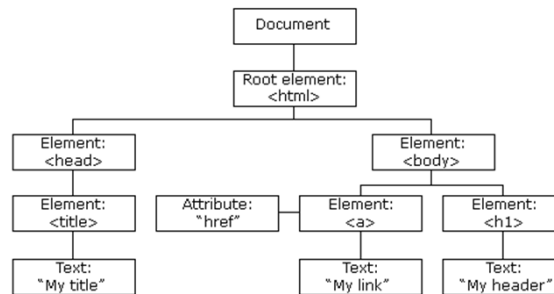 Document
Root element:
<html>
Element:
<head>
Element:
<body>
Element:
<title>
Attribute:
“href”
Element:
<a>
Element:
<h1>
Text:
“My title”
Text:
“My link”
Text:
“My header”